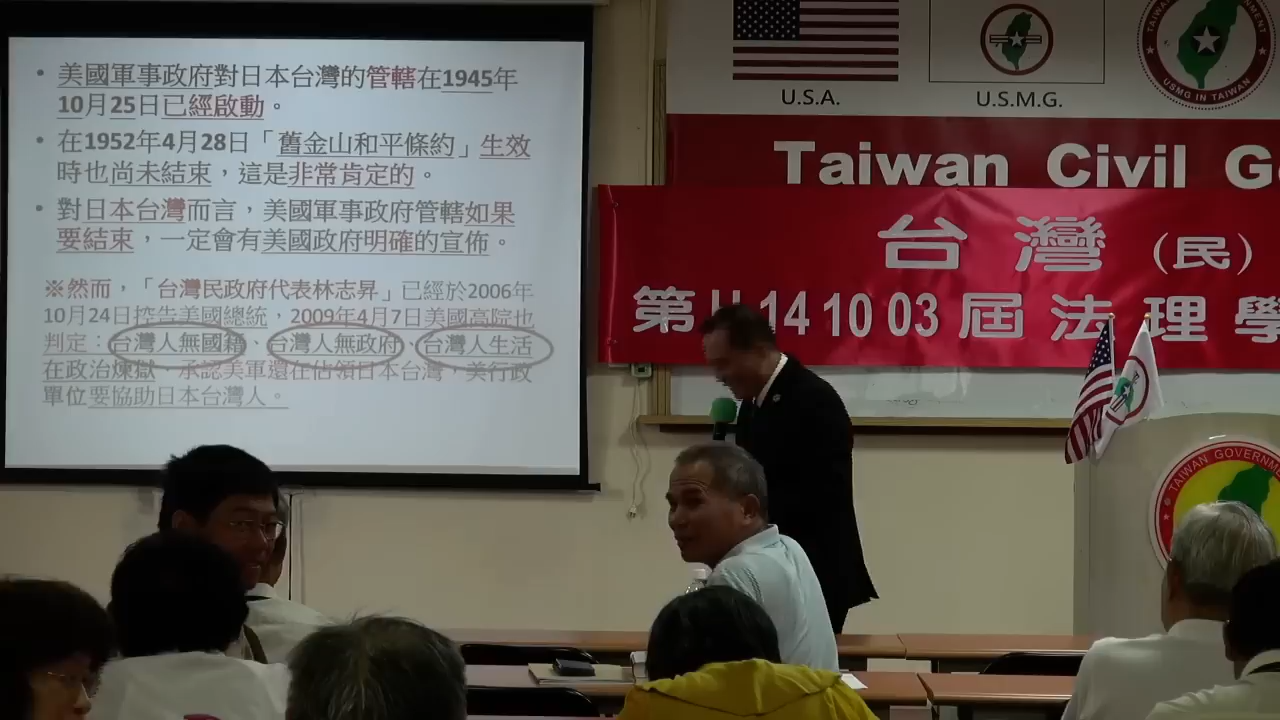 • 美國軍事政府對日本台灣的管轄在1945年
10月25日已經啟動。
• 在1952年4月28日「舊金山和平條約」生效
時也尚未結束，這是非常肯定的。
• 對日本台灣而言，美國軍事政府管轄如果
要結束，一定會有美國政府明確的宣佈。
※然而，「台灣民政府代表林志昇」已經於2006年
10月24日控告美國總統，2009年4月7日美國高院也
判定：台灣人無國籍、台灣人無政府、台灣人生活
在政治煉獄、承認美軍還在佔領日本台灣、美行政
單位要協助日本台灣人。
U.S.A.
U.S.M.G.
USMG IN TAIWAN
Taiwan Civil G
台灣（民）
第 14 10 03 屆法理學
TAIWAN GOVERNM